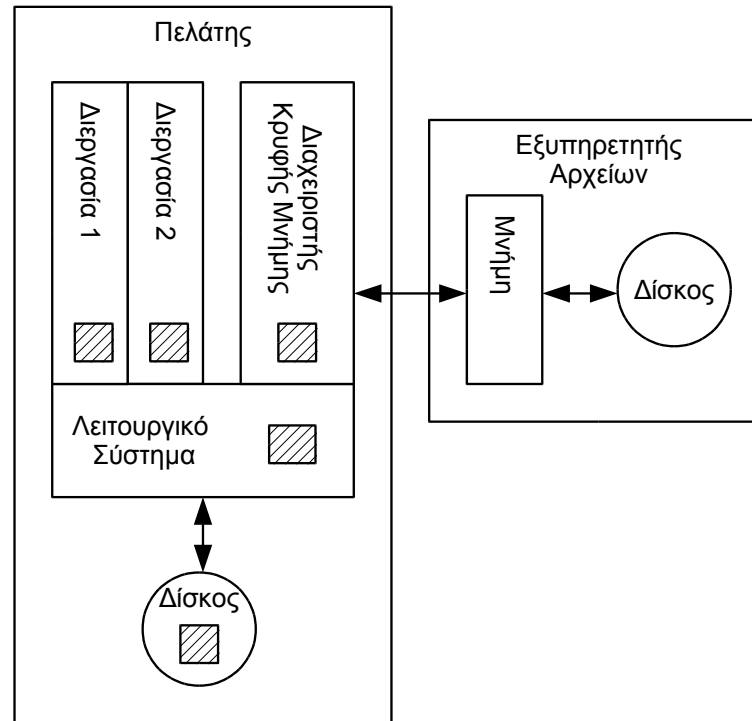 Πελάτης
Διεργασία 1
Διεργασία 2
Διαχειριστής
Κρυφής Μνήμης
Λειτουργικό
Σύστημα
Δίσκος
Εξυπηρετητής
Αρχείων
Μνήμη
Δίσκος